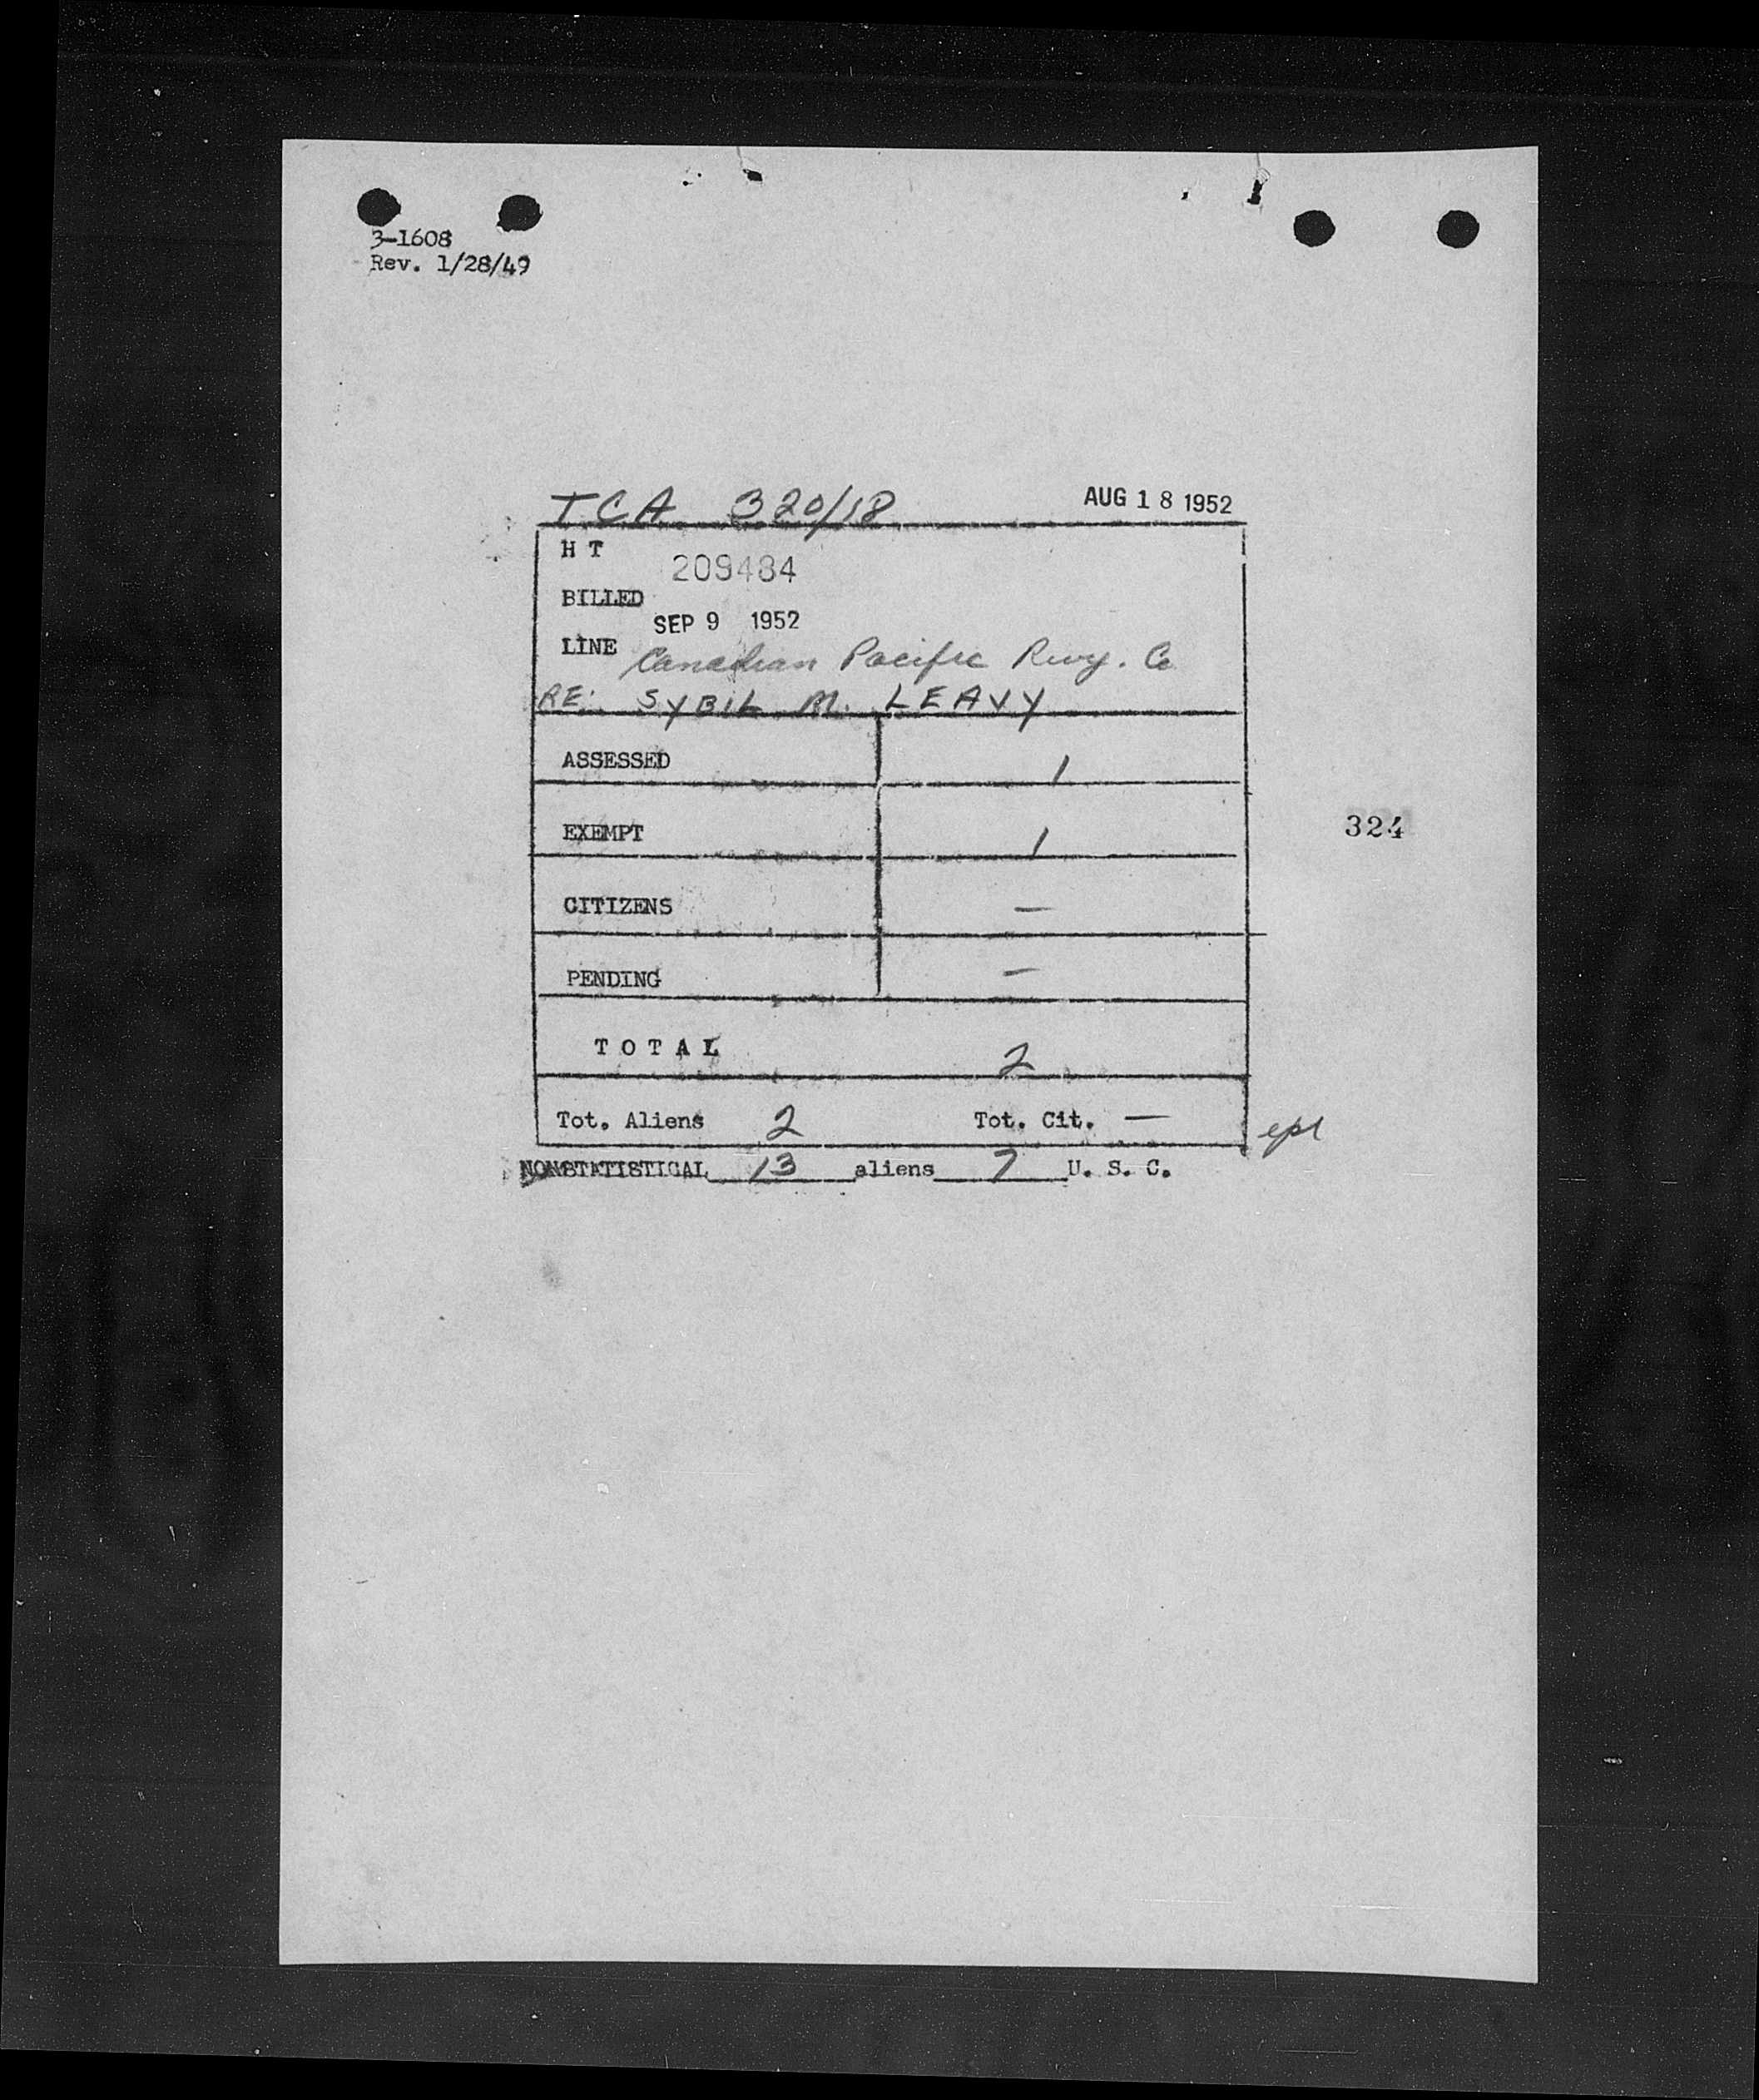 3-1608
Rev. 1/28/49
TCA 320/18 AUG 18 1952
H T 209484
BILLED SEP 9 1952
LINE Canadian Pacific Rwy. Co
RE: SYBIL M. LEAVY
ASSESSED 1
EXEMPT 1
324
CITIZENS —
PENDING —
TOTAL 2
Tot. Aliens 2 Tot. Cit. —
NONSTATISTICAL 13 aliens 7 U. S. C.